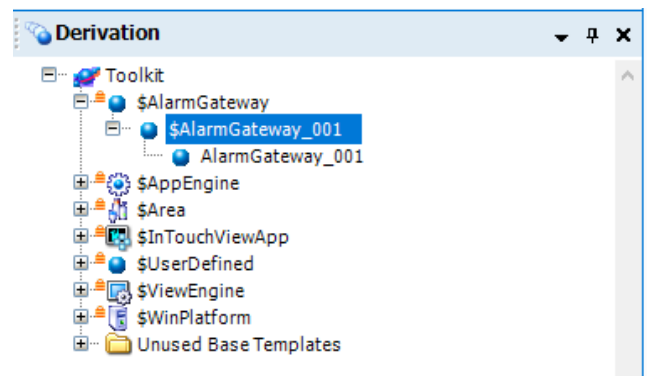 Derivation
Toolkit
$AlarmGateway
$AlarmGateway_001
AlarmGateway_001
$AppEngine
$Area
$InTouchViewApp
$UserDefined
$ViewEngine
$WinPlatform
Unused Base Templates